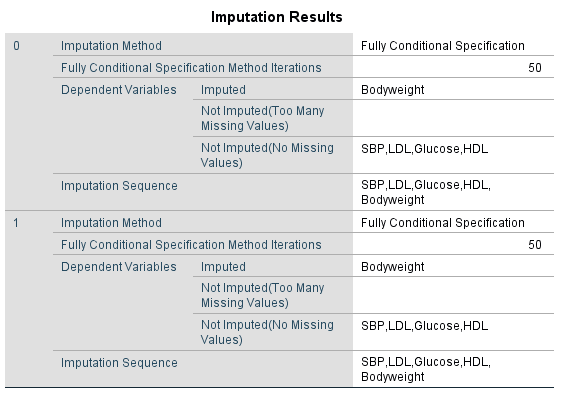 Imputation Results
0 Imputation Method Fully Conditional Specification
Fully Conditional Specification Method Iterations 50
Dependent Variables Imputed Bodyweight
Not Imputed(Too Many
Missing Values)
Not Imputed(No Missing
Values) SBP,LDL,Glucose,HDL
Imputation Sequence SBP,LDL,Glucose,HDL,
Bodyweight
1 Imputation Method Fully Conditional Specification
Fully Conditional Specification Method Iterations 50
Dependent Variables Imputed Bodyweight
Not Imputed(Too Many
Missing Values)
Not Imputed(No Missing
Values) SBP,LDL,Glucose,HDL
Imputation Sequence SBP,LDL,Glucose,HDL,
Bodyweight